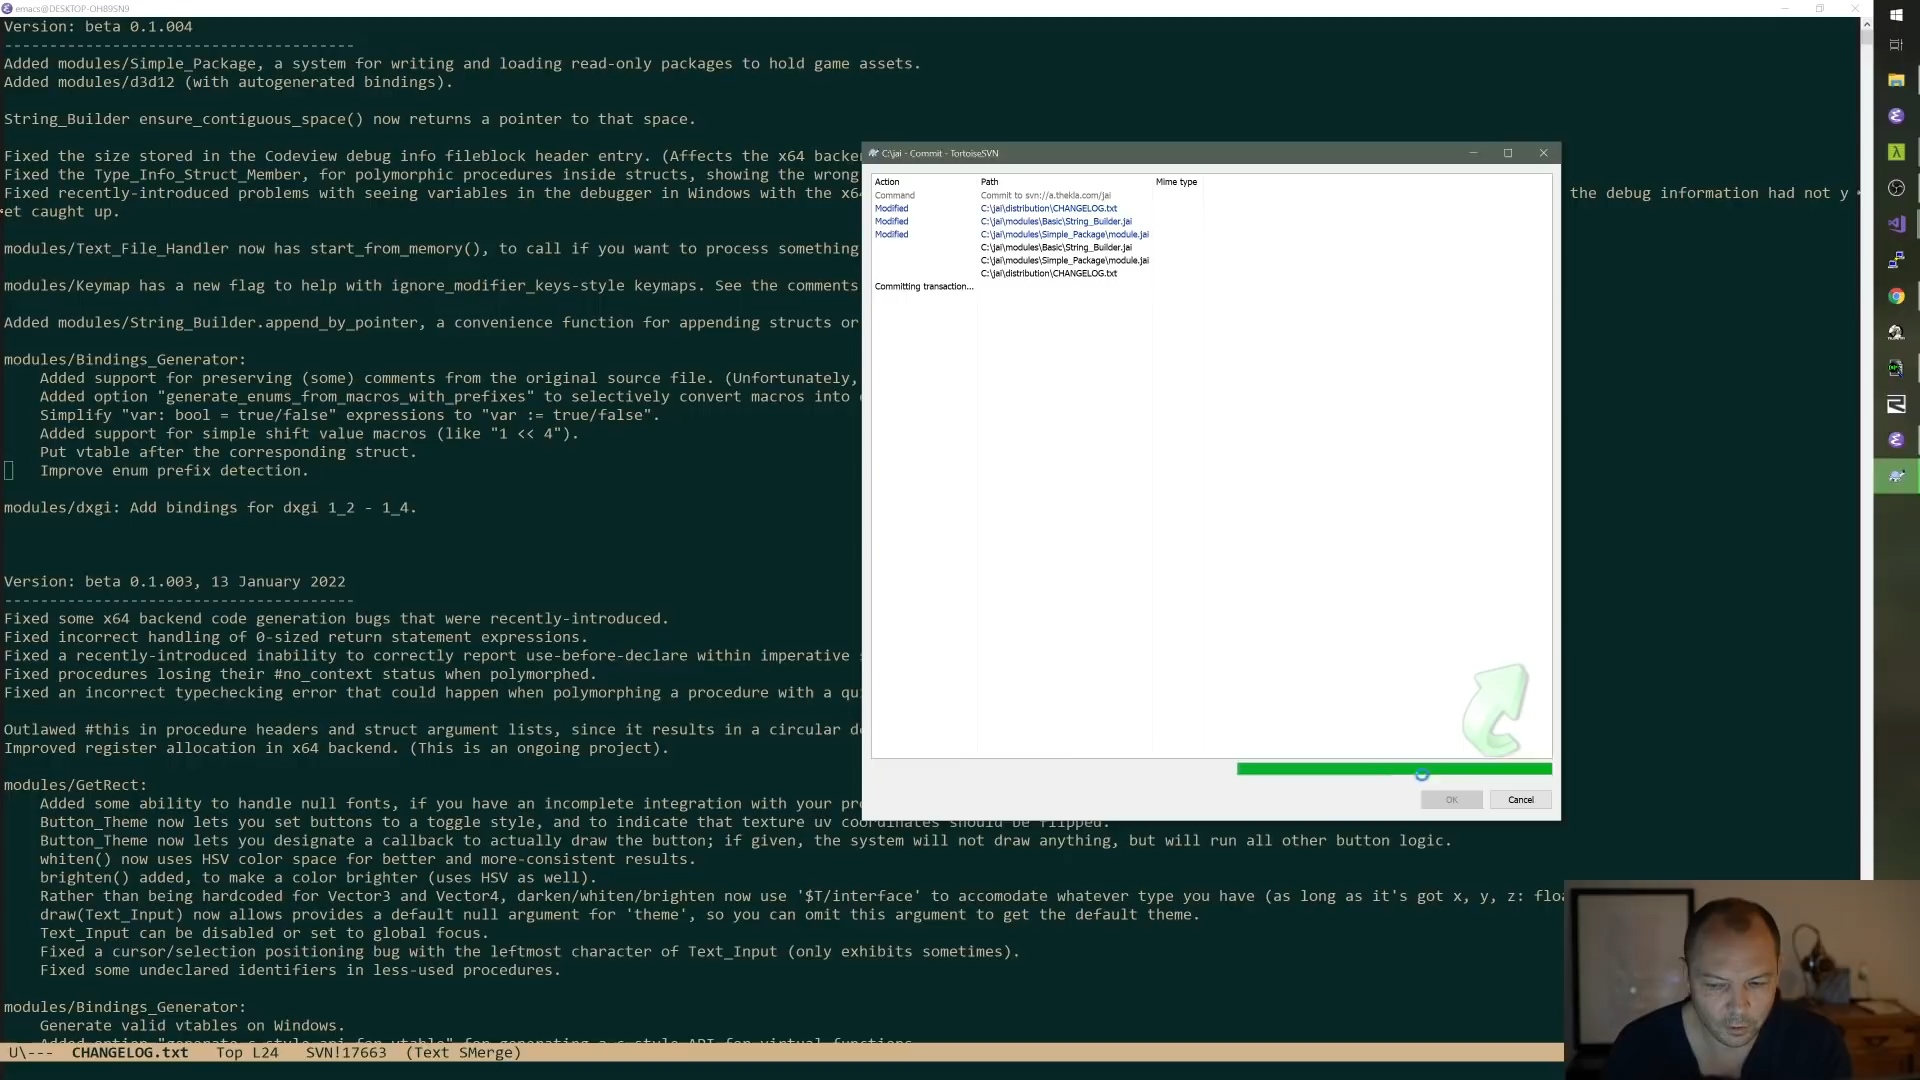 emacs@DESKTOP-OH89SN9
Version: beta 0.1.004
---------------------------------------
Added modules/Simple_Package, a system for writing and loading read-only packages to hold game assets.
Added modules/d3d12 (with autogenerated bindings).
String_Builder ensure_contiguous_space() now returns a pointer to that space.
Fixed the size stored in the Codeview debug info fileblock header entry. (Affects the x64 backe
Fixed the Type_Info_Struct_Member, for polymorphic procedures inside structs, showing the wrong
Fixed recently-introduced problems with seeing variables in the debugger in Windows with the x6 the debug information had not y
et caught up.
modules/Text_File_Handler now has start_from_memory(), to call if you want to process something
modules/Keymap has a new flag to help with ignore_modifier_keys-style keymaps. See the comments
Added modules/String_Builder.append_by_pointer, a convenience function for appending structs or
modules/Bindings_Generator:
Added support for preserving (some) comments from the original source file. (Unfortunately,
Added option "generate_enums_from_macros_with_prefixes" to selectively convert macros into
Simplify "var: bool = true/false" expressions to "var := true/false".
Added support for simple shift value macros (like "1 << 4").
Put vtable after the corresponding struct.
Improve enum prefix detection.
modules/dxgi: Add bindings for dxgi 1_2 - 1_4.
Version: beta 0.1.003, 13 January 2022
---------------------------------------
Fixed some x64 backend code generation bugs that were recently-introduced.
Fixed incorrect handling of 0-sized return statement expressions.
Fixed a recently-introduced inability to correctly report use-before-declare within imperative
Fixed procedures losing their #no_context status when polymorphed.
Fixed an incorrect typechecking error that could happen when polymorphing a procedure with a qu
Outlawed #this in procedure headers and struct argument lists, since it results in a circular d
Improved register allocation in x64 backend. (This is an ongoing project).
modules/GetRect:
Added some ability to handle null fonts, if you have an incomplete integration with your pr
Button_Theme now lets you set buttons to a toggle style, and to indicate that texture uv coordinates should be flipped.
Button_Theme now lets you designate a callback to actually draw the button; if given, the system will not draw anything, but will run all other button logic.
whiten() now uses HSV color space for better and more-consistent results.
brighten() added, to make a color brighter (uses HSV as well).
Rather than being hardcoded for Vector3 and Vector4, darken/whiten/brighten now use '$T/interface' to accomodate whatever type you have (as long as it's got x, y, z: flo
draw(Text_Input) now allows provides a default null argument for 'theme', so you can omit this argument to get the default theme.
Text_Input can be disabled or set to global focus.
Fixed a cursor/selection positioning bug with the leftmost character of Text_Input (only exhibits sometimes).
Fixed some undeclared identifiers in less-used procedures.
modules/Bindings_Generator:
Generate valid vtables on Windows.
U\--- CHANGELOG.txt Top L24 SVN!17663 (Text SMerge)
C:\jai - Commit - TortoiseSVN
Action Path Mime type
Command Commit to svn://a.thekla.com/jai
Modified C:\jai\distribution\CHANGELOG.txt
Modified C:\jai\modules\Basic\String_Builder.jai
Modified C:\jai\modules\Simple_Package\module.jai
C:\jai\modules\Basic\String_Builder.jai
C:\jai\modules\Simple_Package\module.jai
C:\jai\distribution\CHANGELOG.txt
Committing transaction...
OK Cancel